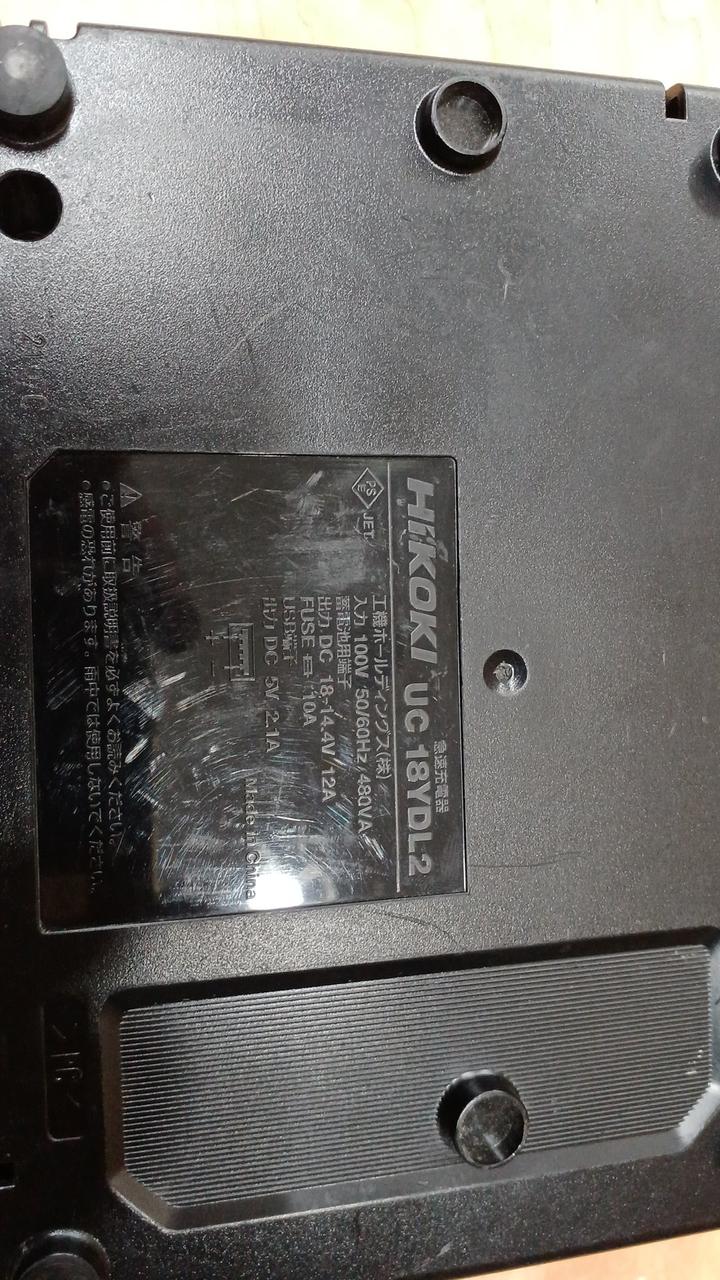 急速充電器
HiKOKI UC 18YDL2
工機ホールディングス(株)
PS
E
JET
入力 100V 50/60Hz 480VA
蓄電池用端子
出力 DC 18-14.4V 12A
FUSE 10A
USB端子
出力 DC 5V 2.1A
Made in China
警告
●ご使用前に取扱説明書を必ずよくお読みください。
●感電の恐れがあります。雨中では使用しないでください。